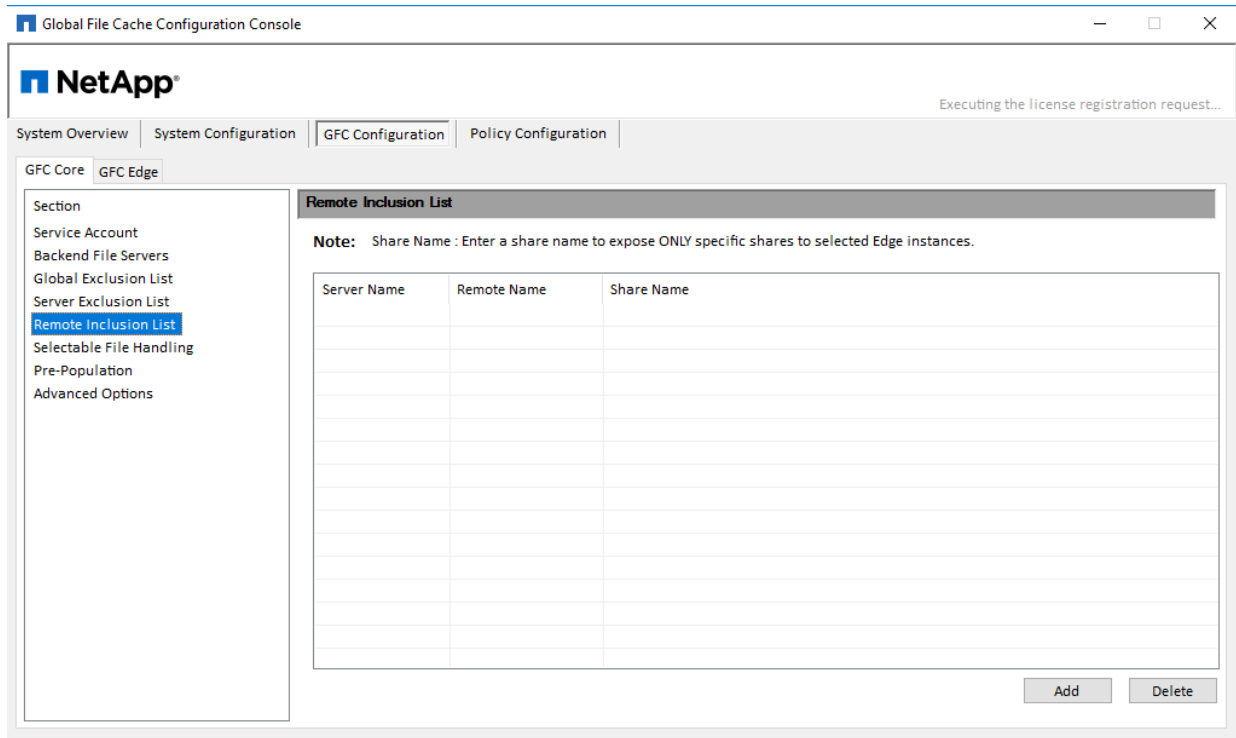 Global File Cache Configuration Console
NetApp®
Executing the license registration request...
System Overview System Configuration GFC Configuration Policy Configuration
GFC Core GFC Edge
Section
Service Account
Backend File Servers
Global Exclusion List
Server Exclusion List
Remote Inclusion List
Selectable File Handling
Pre-Population
Advanced Options
Remote Inclusion List
Note: Share Name : Enter a share name to expose ONLY specific shares to selected Edge instances.
Server Name Remote Name Share Name
Add Delete